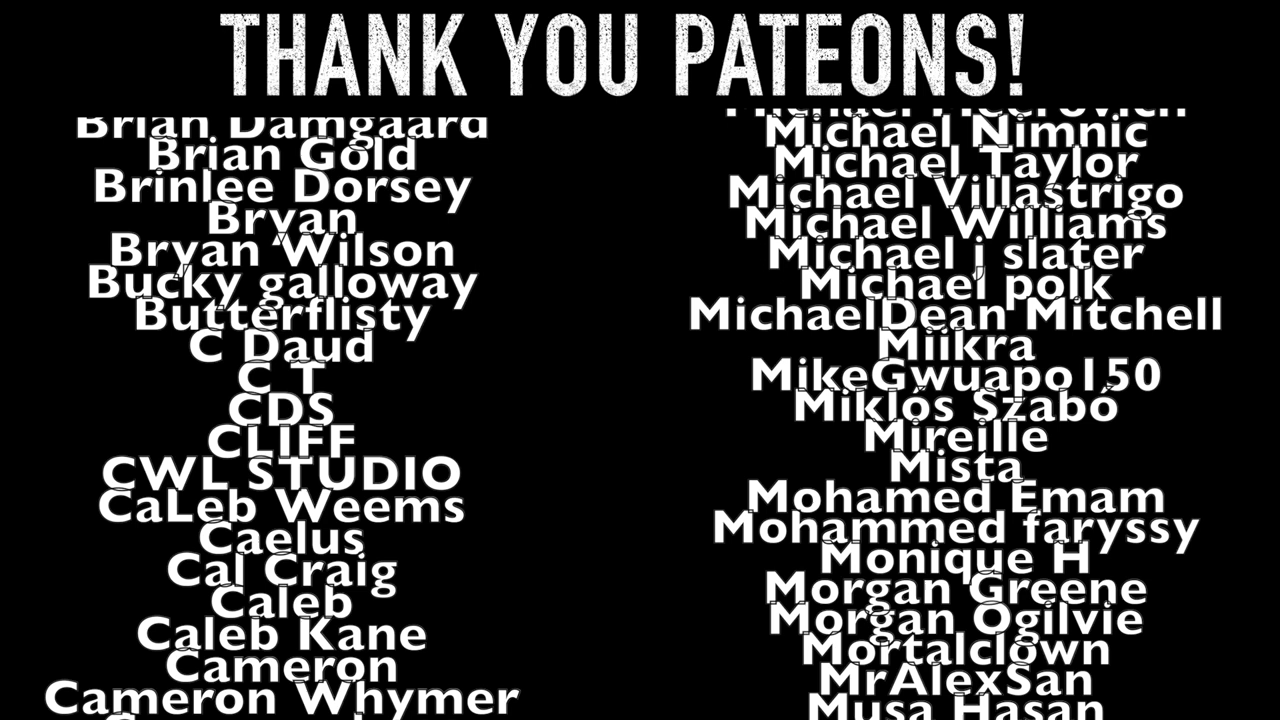 THANK YOU PATEONS!
Brian Damgaard
Brian Gold
Brinlee Dorsey
Bryan
Bryan Wilson
Bucky galloway
Butterflisty
C Daud
C T
CDS
CLIFF
CWL STUDIO
CaLeb Weems
Caelus
Cal Craig
Caleb
Caleb Kane
Cameron
Cameron Whymer
Michael
Michael Nimnic
Michael Taylor
Michael Villastrigo
Michael Williams
Michael j slater
Michael polk
MichaelDean Mitchell
Miikra
MikeGwuapo150
Miklós Szabó
Mireille
Mista
Mohamed Emam
Mohammed faryssy
Monique H
Morgan Greene
Morgan Ogilvie
Mortalclown
MrAlexSan
Musa Hasan